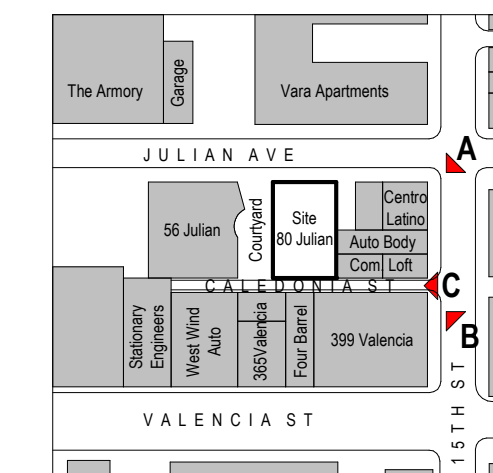 The Armory
Garage
Vara Apartments
JULIAN AVE
A
56 Julian
Courtyard
Site
80 Julian
Centro
Latino
Auto Body
Com. Loft
CALEDONIA ST
C
Stationary
Engineers
West Wind
Auto
365Valencia
Four Barrel
399 Valencia
B
VALENCIA ST
15TH ST